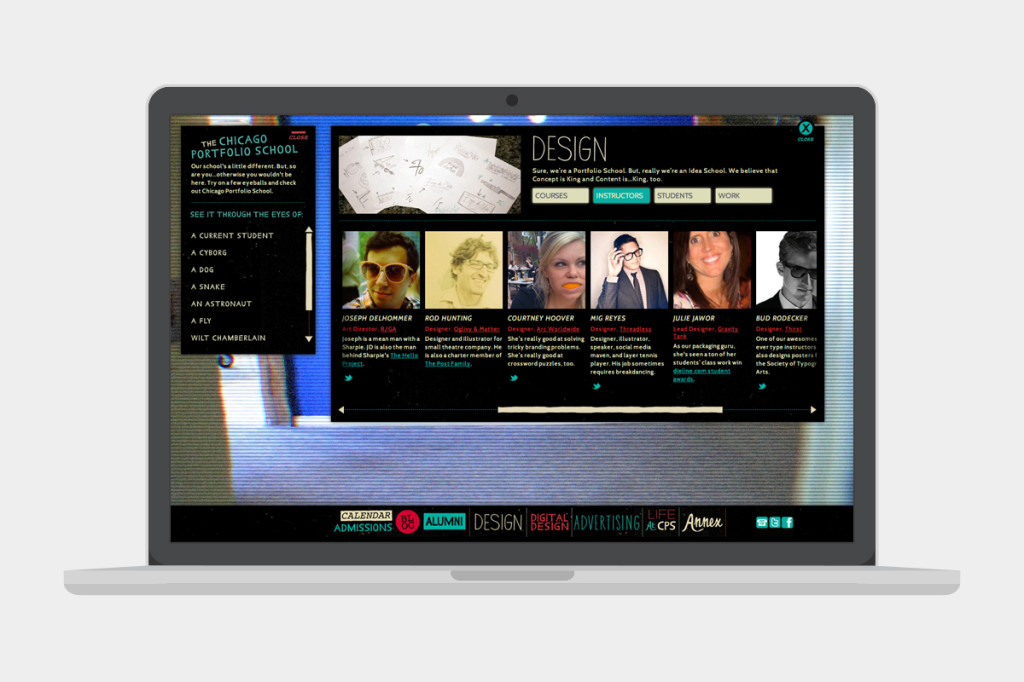 THE CHICAGO
PORTFOLIO SCHOOL
CLOSE
Our school's a little different. But, so
are you...otherwise you wouldn't be
here. Try on a few eyeballs and check
out Chicago Portfolio School.
SEE IT THROUGH THE EYES OF:
A CURRENT STUDENT
A CYBORG
A DOG
A SNAKE
AN ASTRONAUT
A FLY
WILT CHAMBERLAIN
X
CLOSE
DESIGN
Sure, we're a Portfolio School. But, really we're an Idea School. We believe that
Concept is King and Content is...King, too.
COURSES
INSTRUCTORS
STUDENTS
WORK
JOSEPH DELHOMMER
Art Director, R/GA
Joseph is a mean man with a
Sharpie. JD is also the man
behind Sharpie's The Hello
Project.
ROD HUNTING
Designer, Ogilvy & Mather
Designer and illustrator for
small theatre company. He
is also a charter member of
The Post Family.
COURTNEY HOOVER
Designer, Arc Worldwide
She's really good at solving
tricky branding problems.
She's really good at
crossword puzzles, too.
MIG REYES
Designer, Threadless
Designer, illustrator,
speaker, social media
maven, and layer tennis
player. His job sometimes
requires breakdancing.
JULIE JAWOR
Lead Designer, Gravity
Tank
As our packaging guru,
she's seen a ton of her
students' class work win
dieline.com student
awards.
BUD RODECKER
Designer, Thirst
One of our awesomes
ever type instructors
also designs posters f
the Society of Typog
Arts.
CALENDAR
ADMISSIONS
BLOG
ALUMNI
DESIGN
DIGITAL
DESIGN
ADVERTISING
LIFE
At CPS
Annex